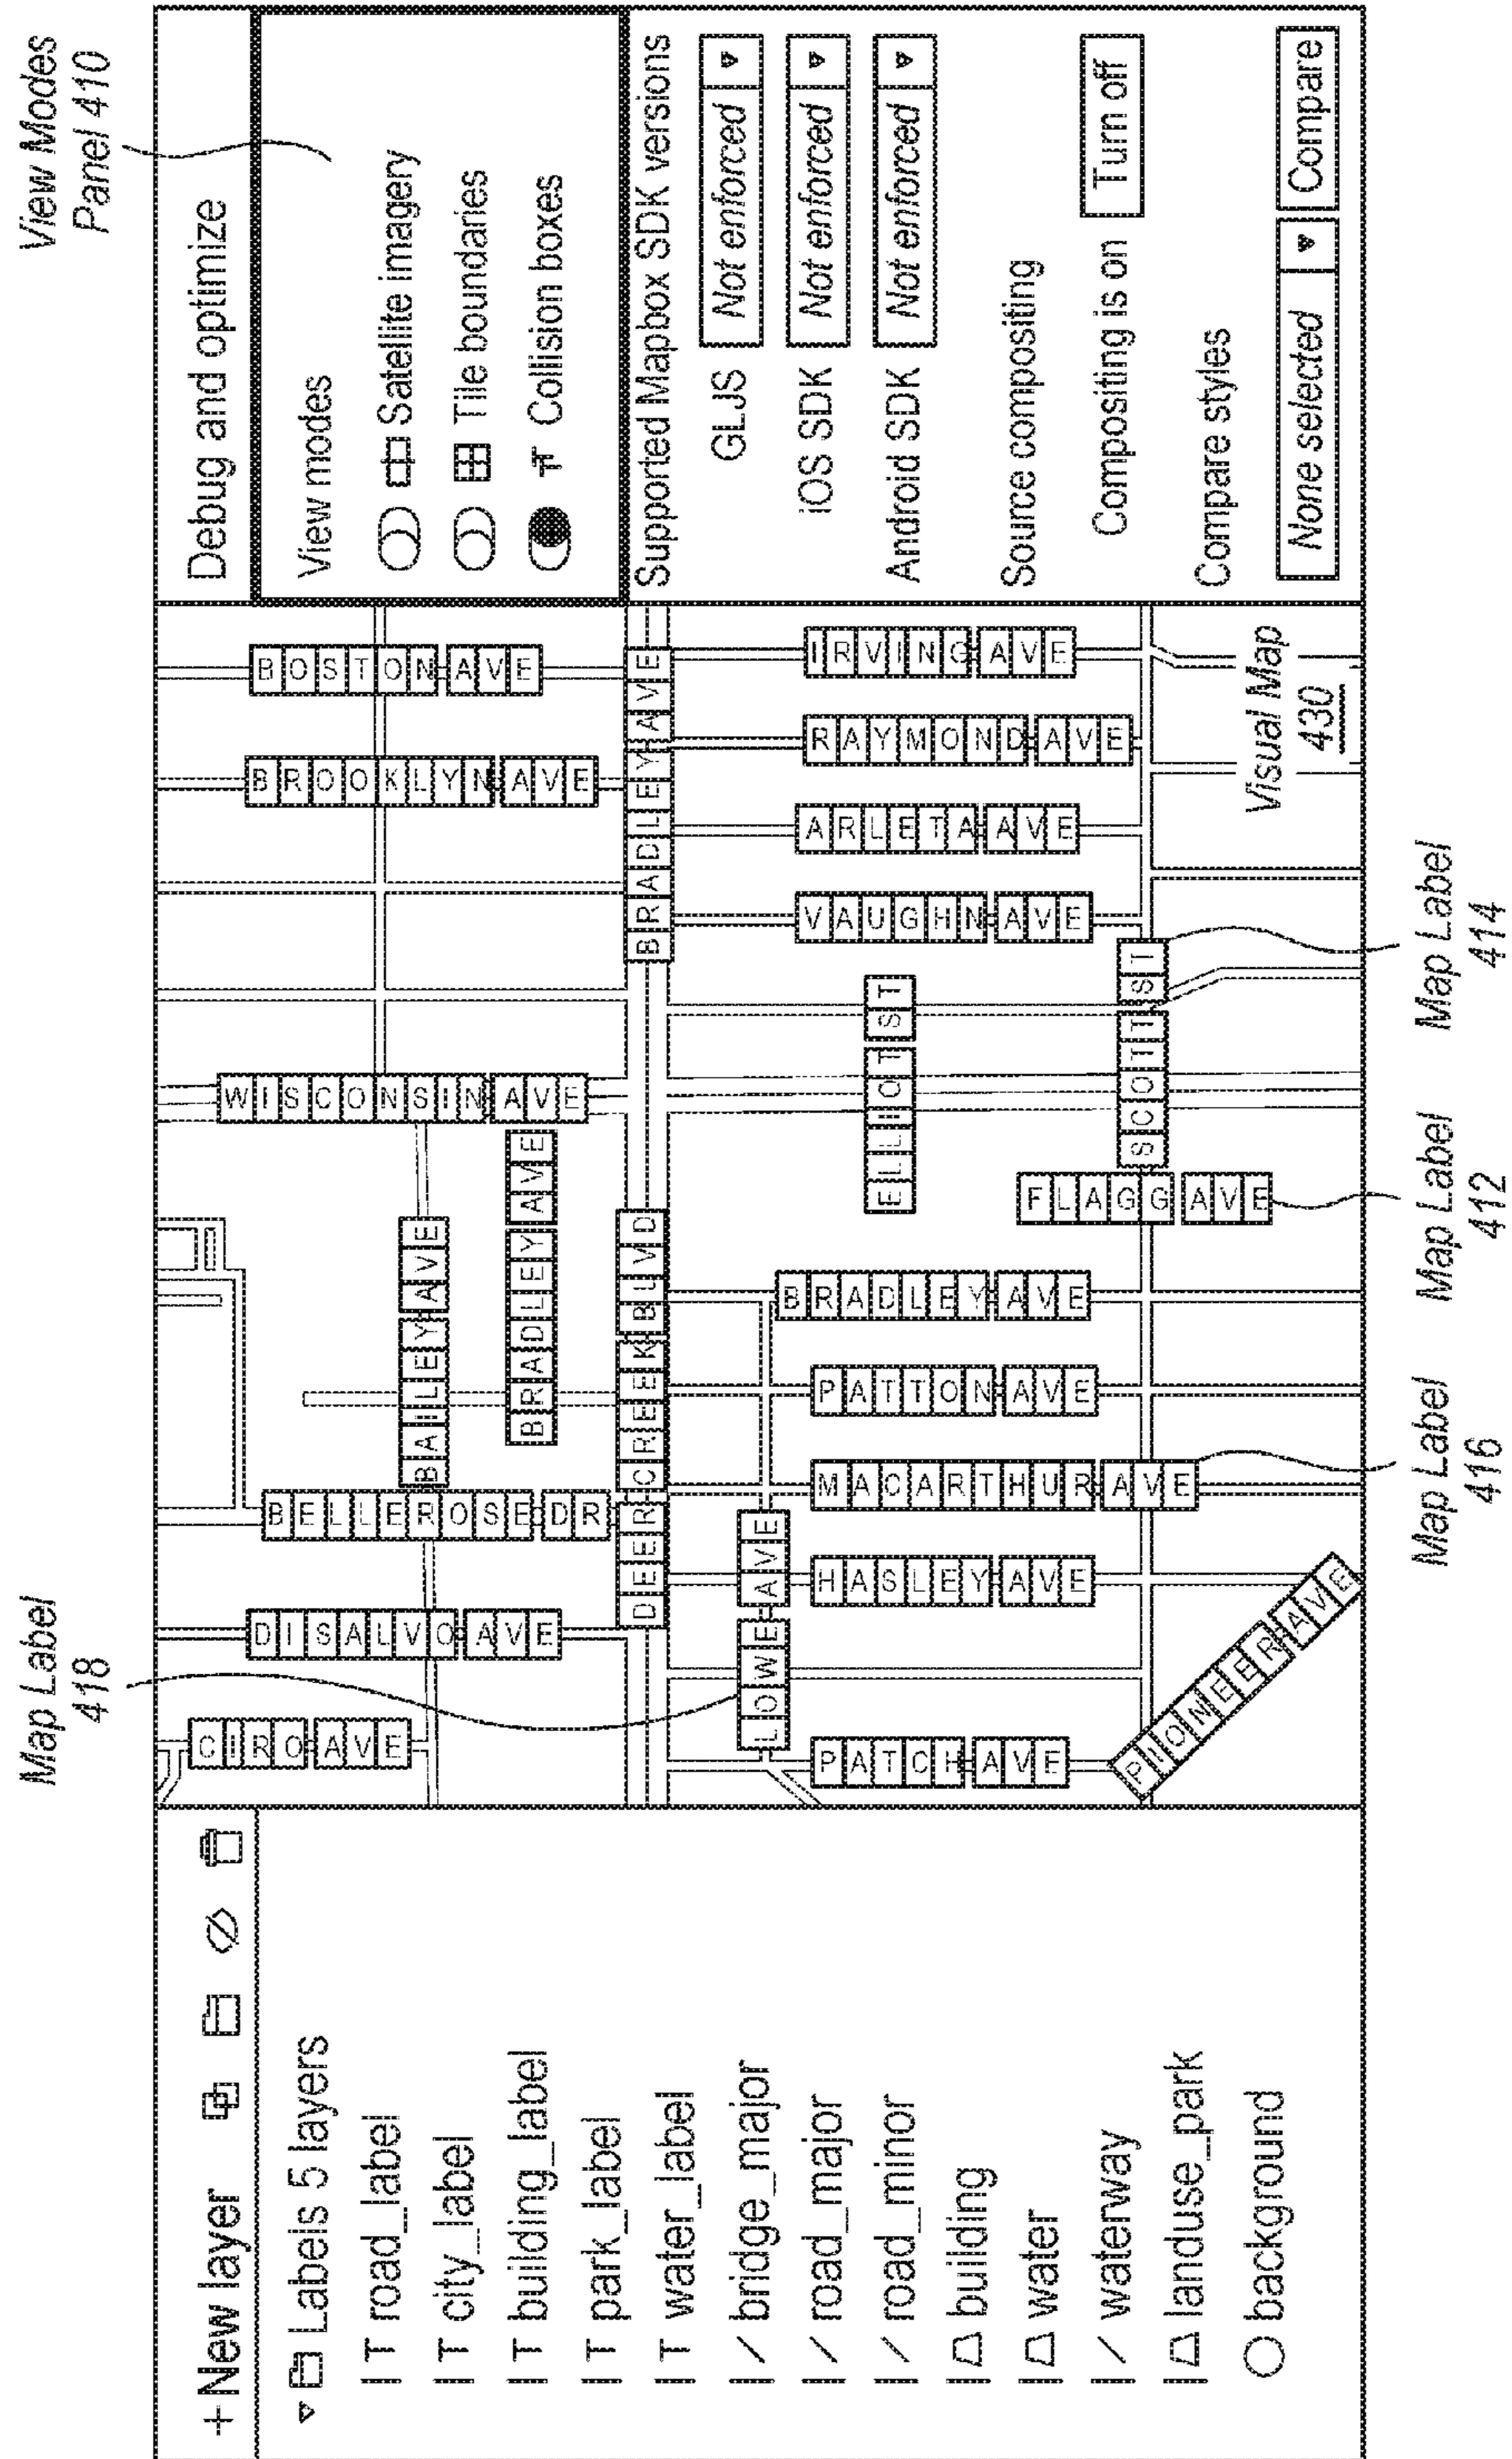 Map Label
418
View Modes
Panel 410
+ New layer
Labels 5 layers
T road_label
T city_label
T building_label
T park_label
T water_label
bridge_major
road_major
road_minor
building
water
waterway
landuse_park
background
CIRO AVE
DISALVO AVE
BELLEROSE DR
BAILEY AVE
BRADLEY AVE
WISCONSIN AVE
BROOKLYN AVE
BOSTON AVE
DEER CREEK BLVD
BRADLEY AVE
LOWE AVE
PATCH AVE
HASLEY AVE
MACARTHUR AVE
PATTON AVE
BRADLEY AVE
ELLIOT ST
VAUGHN AVE
ARLETA AVE
RAYMOND AVE
IRVING AVE
FLAGG AVE
SCOTT ST
PIONEER AVE
Visual Map
430
Debug and optimize
View modes
Satellite imagery
Tile boundaries
T Collision boxes
Supported Mapbox SDK versions
GLJS Not enforced
iOS SDK Not enforced
Android SDK Not enforced
Source compositing
Compositing is on Turn off
Compare styles
None selected Compare
Map Label
416
Map Label
412
Map Label
414